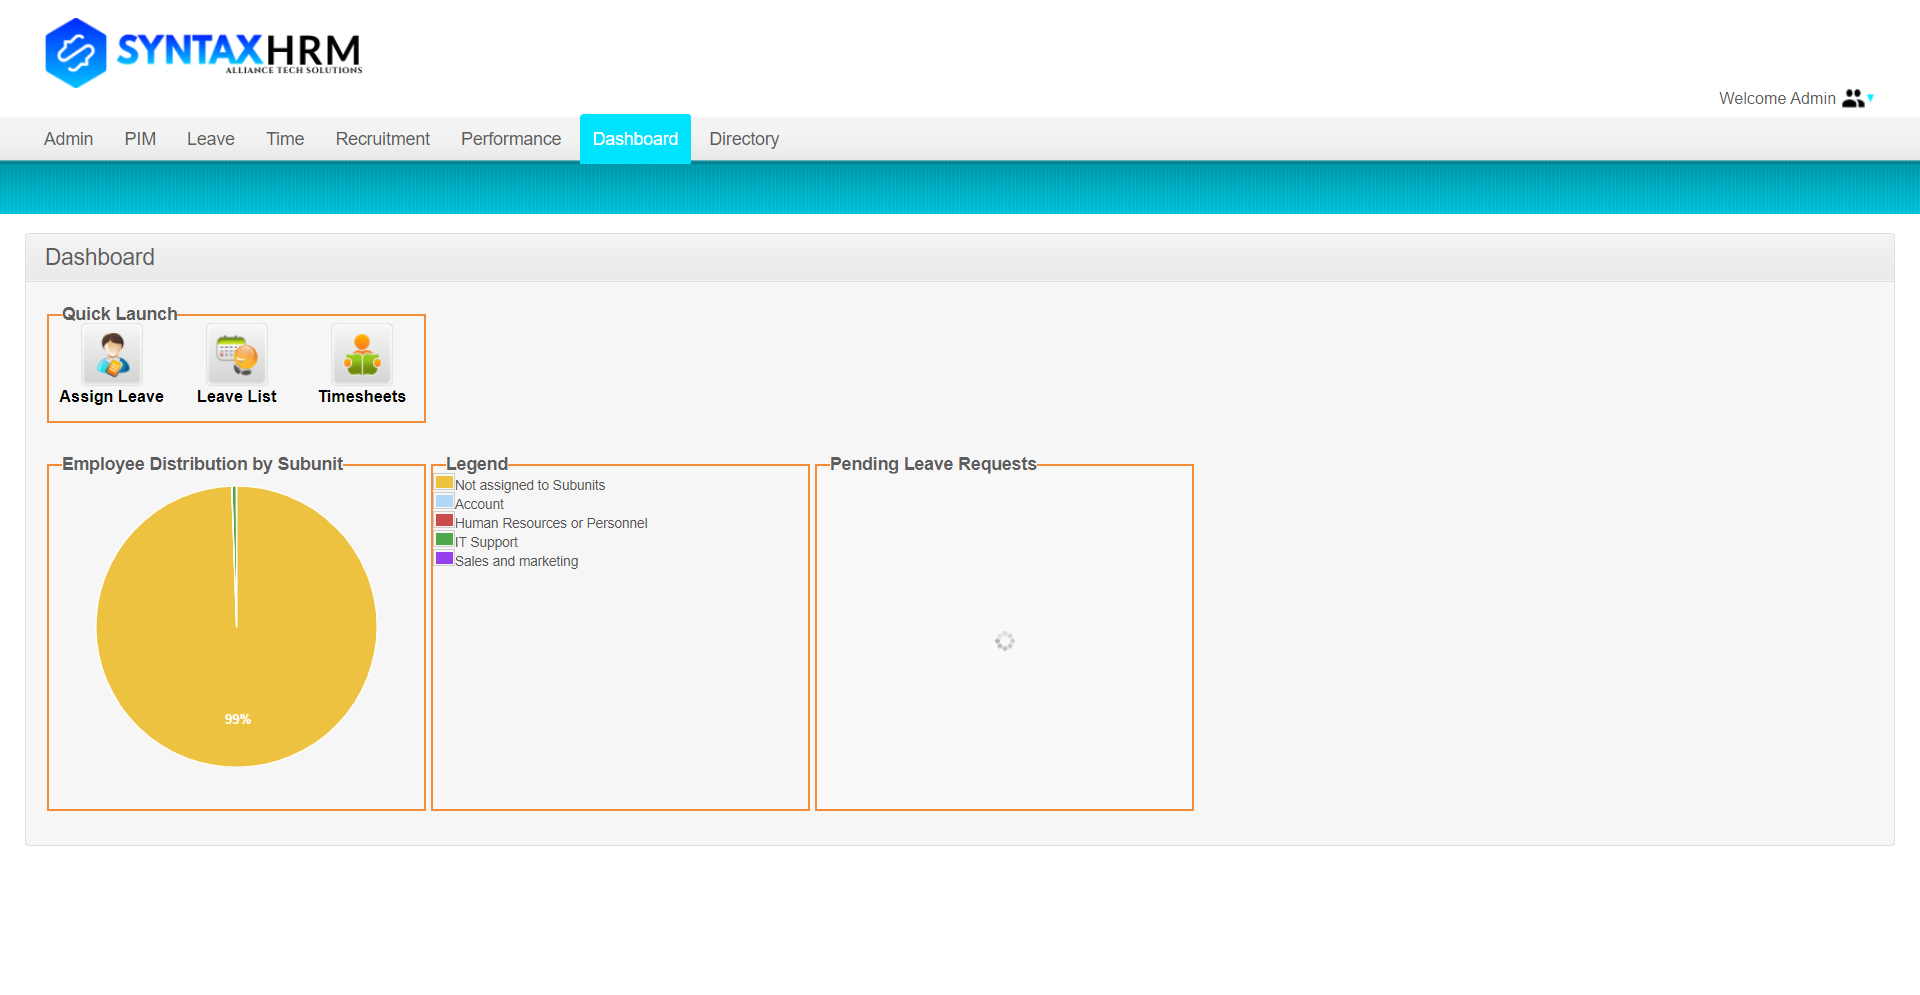 SYNTAXHRM
ALLIANCE TECH SOLUTIONS
Welcome Admin
Admin PIM Leave Time Recruitment Performance Dashboard Directory
Dashboard
Quick Launch
Assign Leave Leave List Timesheets
Employee Distribution by Subunit
99%
Legend
Not assigned to Subunits
Account
Human Resources or Personnel
IT Support
Sales and marketing
Pending Leave Requests